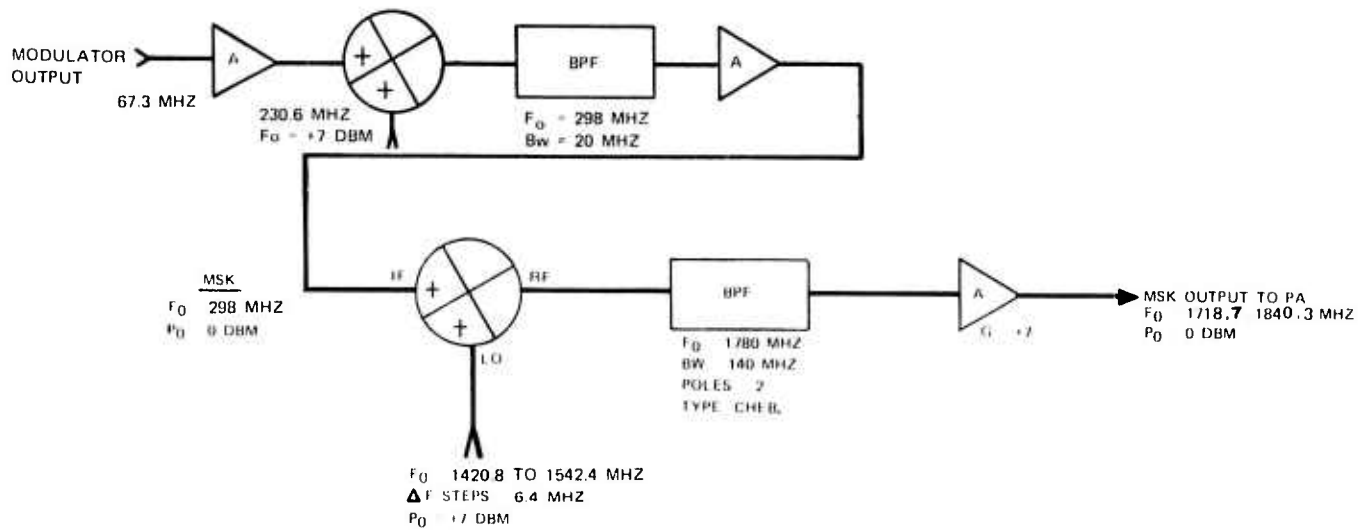 MODULATOR
OUTPUT
67.3 MHZ
A
+
+
230.6 MHZ
F0 - +7 DBM
BPF
F0 = 298 MHZ
BW = 20 MHZ
A
MSK
F0 298 MHZ
P0 0 DBM
IF
+
+
RF
LO
F0 1420.8 TO 1542.4 MHZ
Δ F STEPS 6.4 MHZ
P0 +7 DBM
BPF
F0 1780 MHZ
BW 140 MHZ
POLES 2
TYPE CHEB.
A
G +7
MSK OUTPUT TO PA
F0 1718.7 1840.3 MHZ
P0 0 DBM